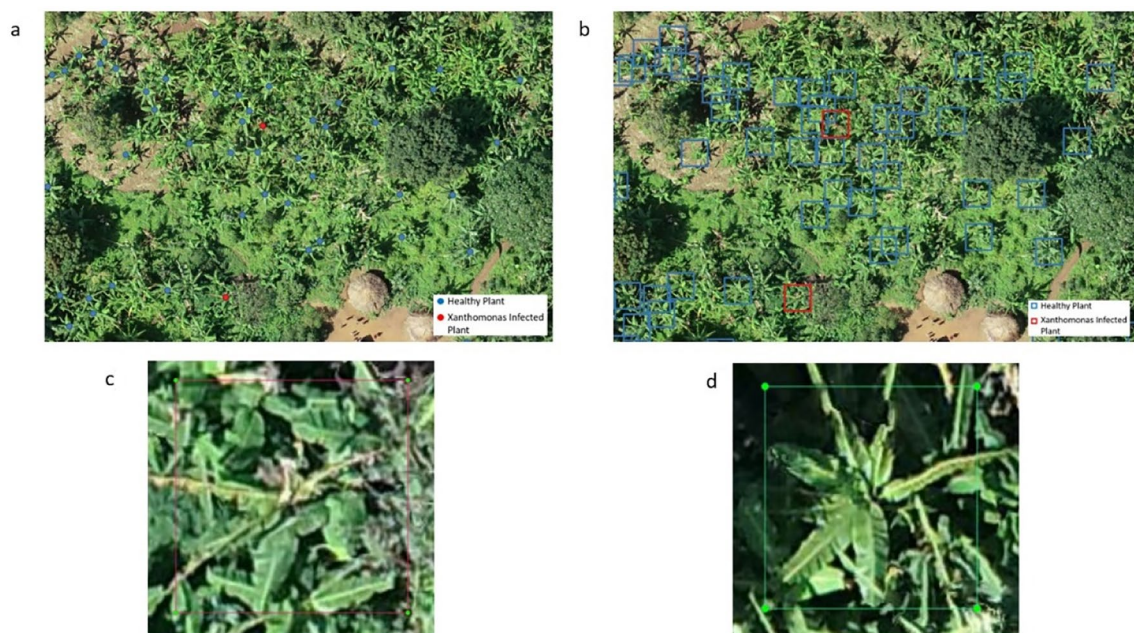 a
b
Healthy Plant
Xanthomonas Infected
Plant
Healthy Plant
Xanthomonas Infected
Plant
c
d